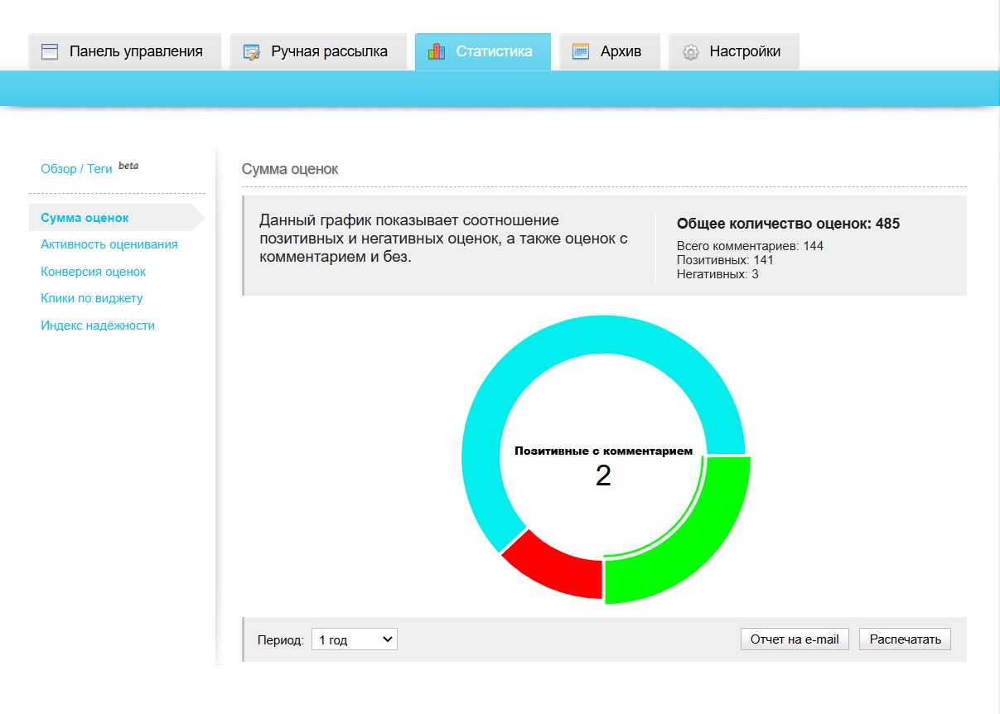 Панель управления
Ручная рассылка
Статистика
Архив
Настройки
Обзор / Теги beta
Сумма оценок
Активность оценивания
Конверсия оценок
Клики по виджету
Индекс надёжности
Сумма оценок
Данный график показывает соотношение
позитивных и негативных оценок, а также оценок с
комментарием и без.
Общее количество оценок: 485
Всего комментариев: 144
Позитивных: 141
Негативных: 3
Позитивные с комментарием
2
Период: 1 год
Отчет на e-mail
Распечатать